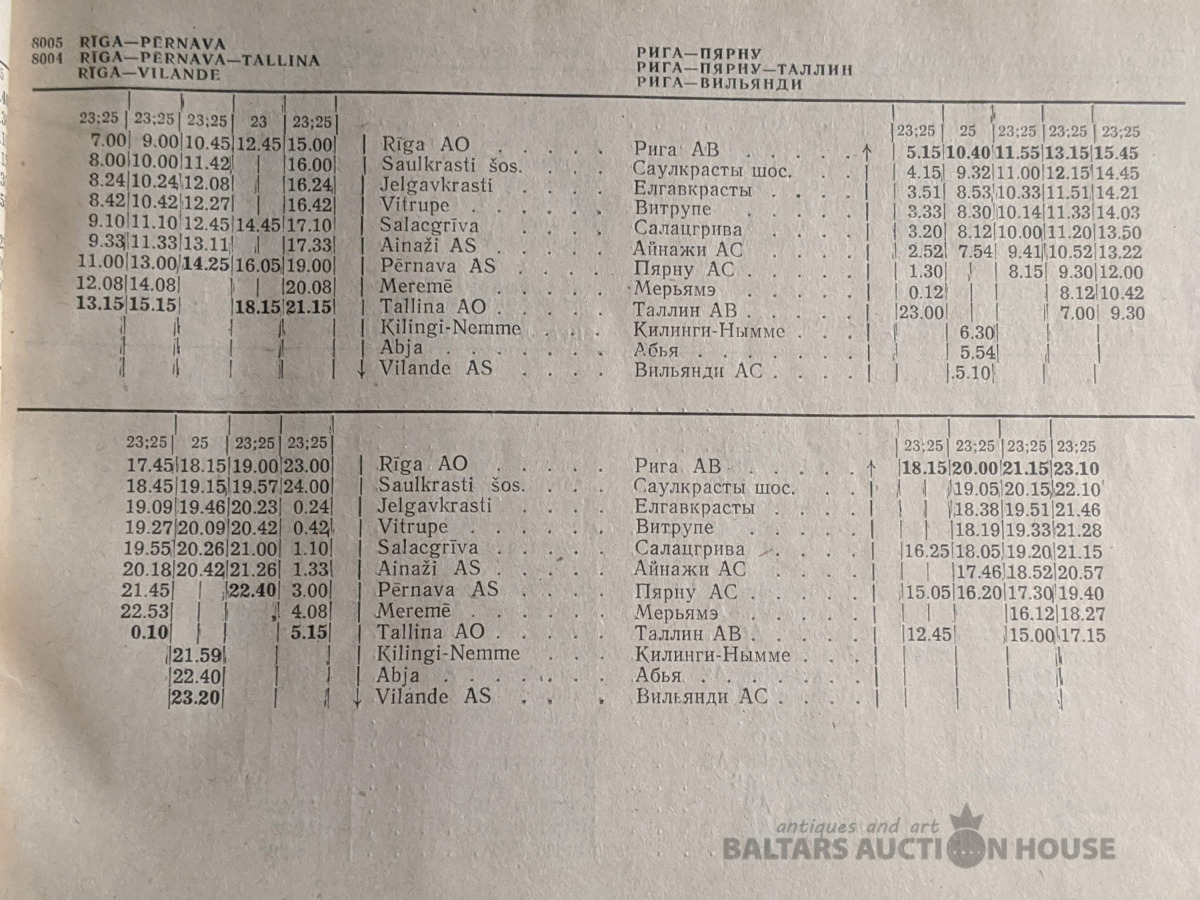 8005 RĪGA—PĒRNAVA РИГА—ПЯРНУ
8004 RĪGA—PĒRNAVA—TALLINA РИГА—ПЯРНУ—ТАЛЛИН
RĪGA—VILANDE РИГА—ВИЛЬЯНДИ
23;25 23;25 23;25 23 23;25 23;25 25 23;25 23;25 23;25
7.00 9.00 10.45 12.45 15.00 Rīga AO . . . . . Рига АВ . . . . . ↑ 5.15 10.40 11.55 13.15 15.45
8.00 10.00 11.42 16.00 Saulkrasti šos. . . . Саулкрасты шос. . . . 4.15 9.32 11.00 12.15 14.45
8.24 10.24 12.08 16.24 Jelgavkrasti . . . . Елгавкрасты . . . . 3.51 8.53 10.33 11.51 14.21
8.42 10.42 12.27 16.42 Vitrupe . . . . . Витрупе . . . . . 3.33 8.30 10.14 11.33 14.03
9.10 11.10 12.45 14.45 17.10 Salacgrīva . . . . Салацгрива . . . . 3.20 8.12 10.00 11.20 13.50
9.33 11.33 13.11 17.33 Ainaži AS . . . . Айнажи АС . . . . 2.52 7.54 9.41 10.52 13.22
11.00 13.00 14.25 16.05 19.00 Pērnava AS . . . . Пярну АС . . . . 1.30 8.15 9.30 12.00
12.08 14.08 20.08 Meremē . . . . . Мерьямэ . . . . . 0.12 8.12 10.42
13.15 15.15 18.15 21.15 Tallina AO . . . . Таллин АВ . . . . 23.00 7.00 9.30
Kilingi-Nemme . . . Килинги-Нымме . . . 6.30
Abja . . . . . . Абья . . . . . . 5.54
↓ Vilande AS . . . . Вильянди АС . . . . 5.10
23;25 25 23;25 23;25 23;25 23;25 23;25 23;25
17.45 18.15 19.00 23.00 Rīga AO . . . . . Рига АВ . . . . . ↑ 18.15 20.00 21.15 23.10
18.45 19.15 19.57 24.00 Saulkrasti šos. . . . Саулкрасты шос. . . . 19.05 20.15 22.10
19.09 19.46 20.23 0.24 Jelgavkrasti . . . . Елгавкрасты . . . . 18.38 19.51 21.46
19.27 20.09 20.42 0.42 Vitrupe . . . . . Витрупе . . . . . 18.19 19.33 21.28
19.55 20.26 21.00 1.10 Salacgrīva . . . . Салацгрива . . . . 16.25 18.05 19.20 21.15
20.18 20.42 21.26 1.33 Ainaži AS . . . . Айнажи АС . . . . 17.46 18.52 20.57
21.45 22.40 3.00 Pērnava AS . . . . Пярну АС . . . . 15.05 16.20 17.30 19.40
22.53 4.08 Meremē . . . . . Мерьямэ . . . . . 16.12 18.27
0.10 5.15 Tallina AO . . . . Таллин АВ . . . . 12.45 15.00 17.15
21.59 Kilingi-Nemme . . . Килинги-Нымме . . .
22.40 Abja . . . . . . Абья . . . . . .
23.20 ↓ Vilande AS . . . Вильянди АС . . . .
antiques and art
BALTARS AUCTION HOUSE